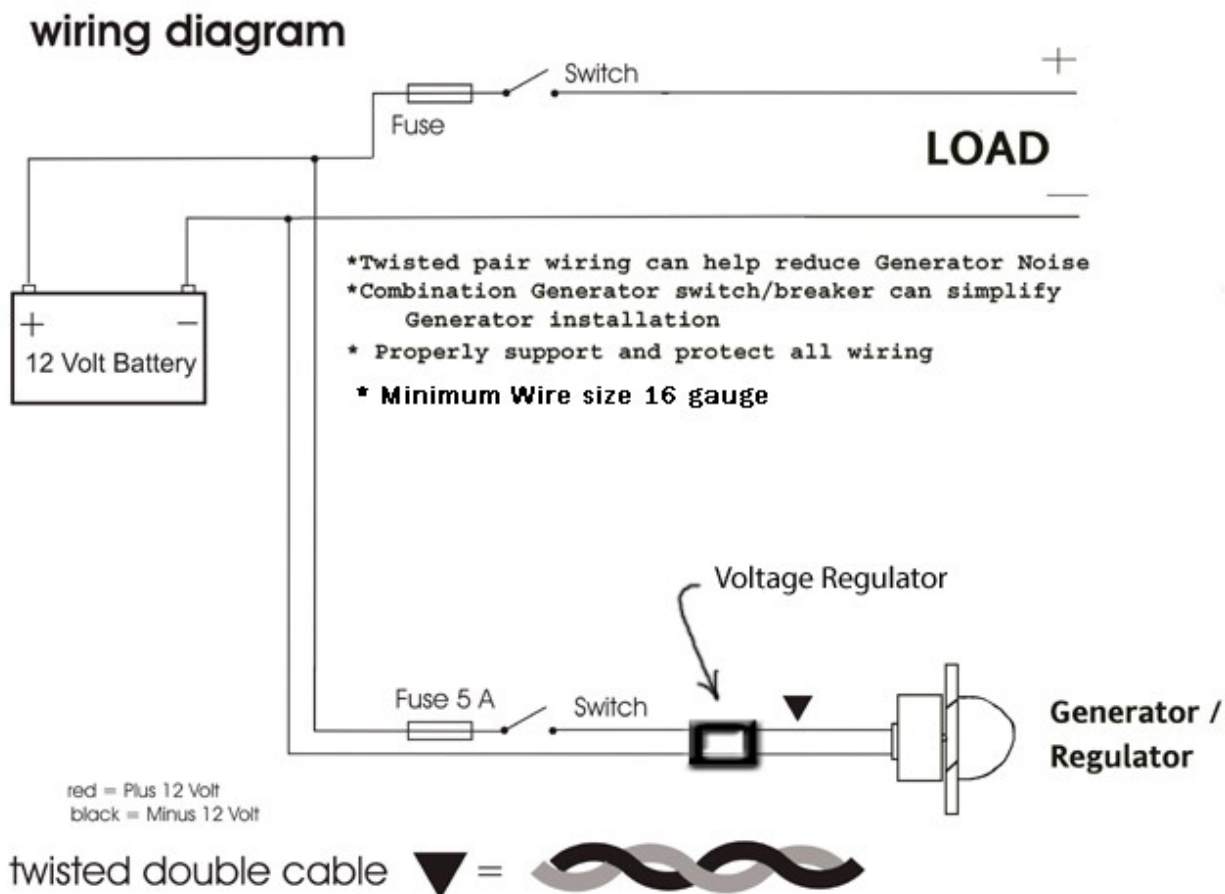 wiring diagram
Switch
Fuse
+
LOAD
—
*Twisted pair wiring can help reduce Generator Noise
*Combination Generator switch/breaker can simplify
Generator installation
* Properly support and protect all wiring
* Minimum Wire size 16 gauge
+ −
12 Volt Battery
Voltage Regulator
Fuse 5 A
Switch
Generator /
Regulator
red = Plus 12 Volt
black = Minus 12 Volt
twisted double cable ▼ =